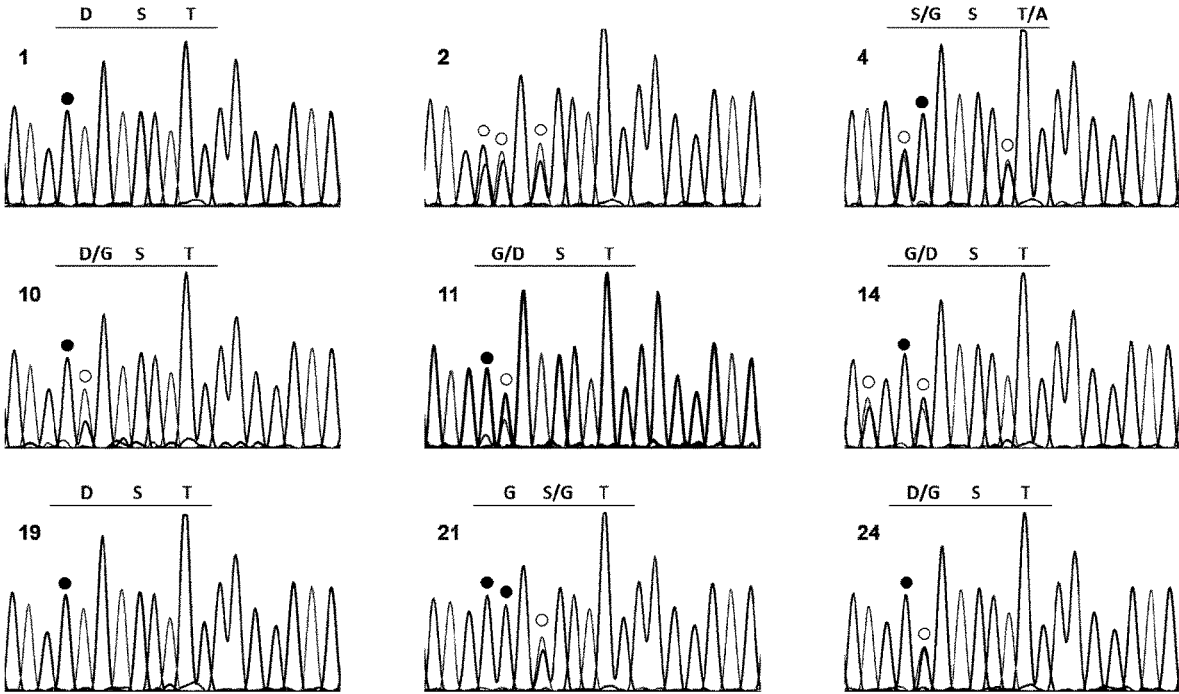 D S T
1
2
S/G S T/A
4
D/G S T
10
G/D S T
11
G/D S T
14
D S T
19
G S/G T
21
D/G S T
24